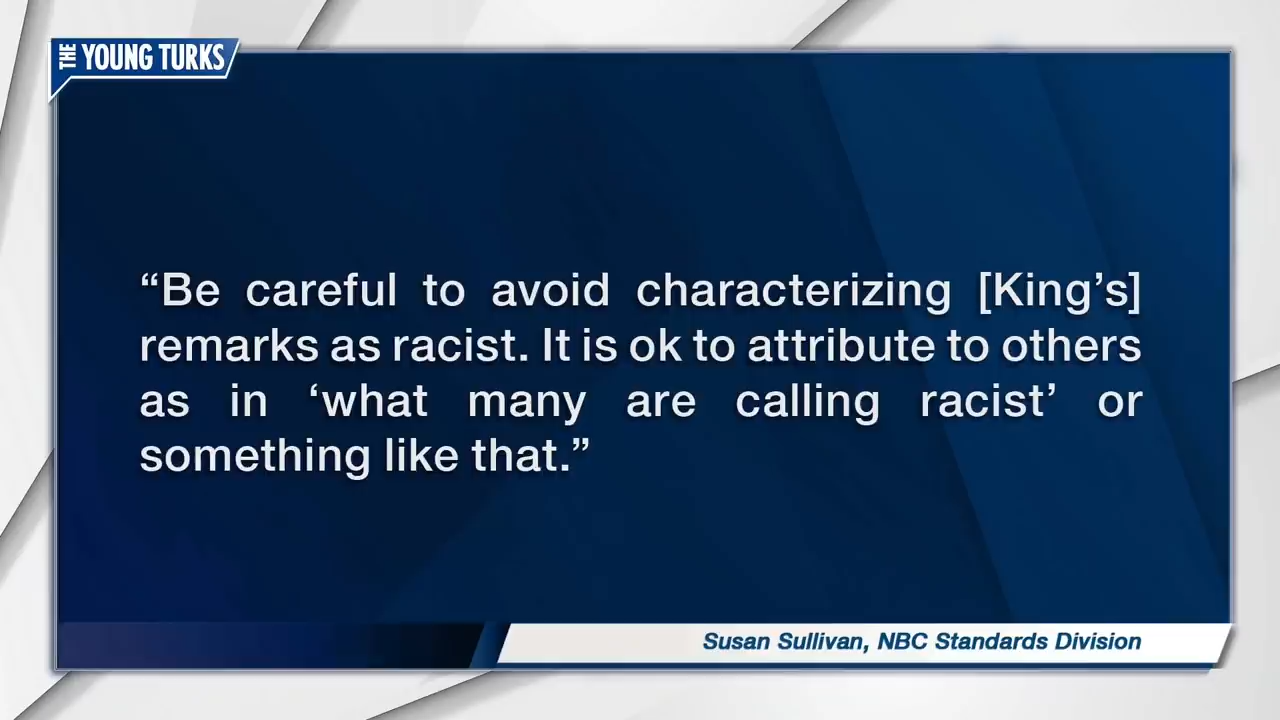 THE YOUNG TURKS
“Be careful to avoid characterizing [King’s]
remarks as racist. It is ok to attribute to others
as in ‘what many are calling racist’ or
something like that.”
Susan Sullivan, NBC Standards Division